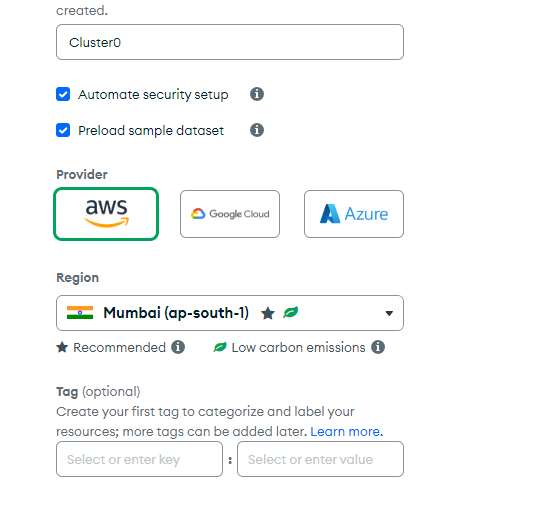 created.
Cluster0
Automate security setup
Preload sample dataset
Provider
aws
Google Cloud
Azure
Region
Mumbai (ap-south-1)
Recommended
Low carbon emissions
Tag (optional)
Create your first tag to categorize and label your
resources; more tags can be added later. Learn more.
Select or enter key : Select or enter value